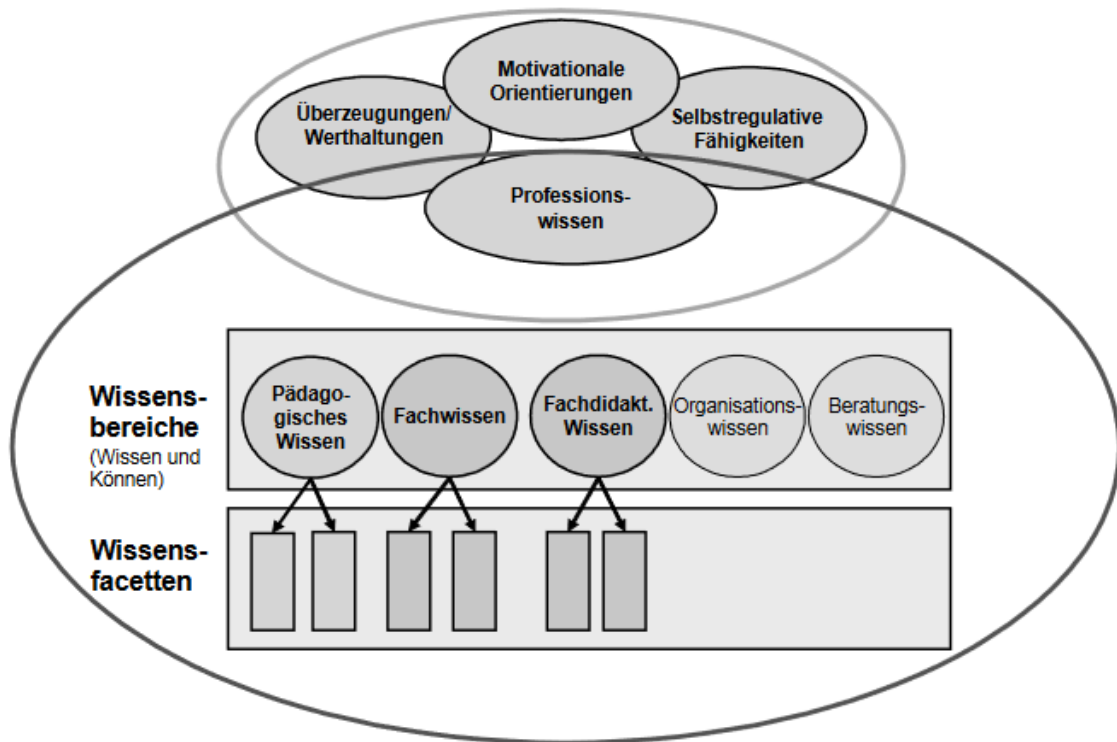 Motivationale
Orientierungen
Überzeugungen/
Werthaltungen
Selbstregulative
Fähigkeiten
Professions-
wissen
Wissens-
bereiche
(Wissen und
Können)
Pädago-
gisches
Wissen
Fachwissen
Fachdidakt.
Wissen
Organisations-
wissen
Beratungs-
wissen
Wissens-
facetten